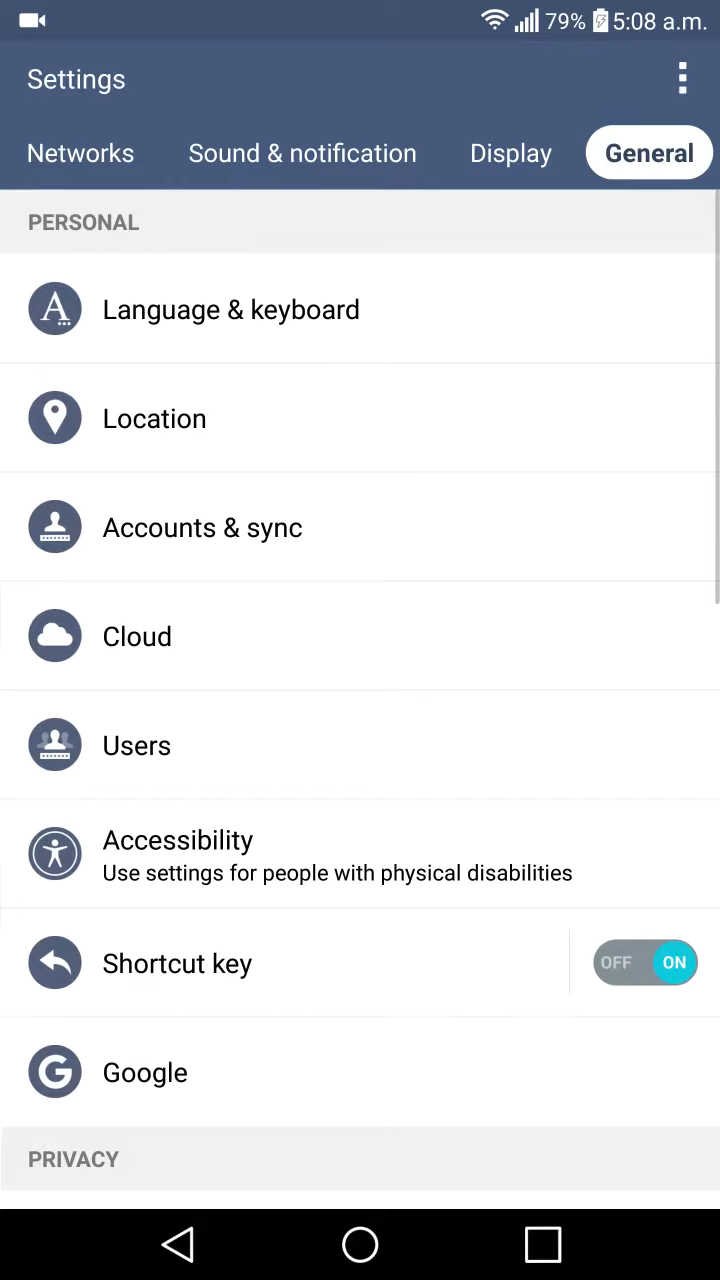 79% 5:08 a.m.
Settings
Networks Sound & notification Display General
PERSONAL
Language & keyboard
Location
Accounts & sync
Cloud
Users
Accessibility
Use settings for people with physical disabilities
Shortcut key OFF ON
Google
PRIVACY